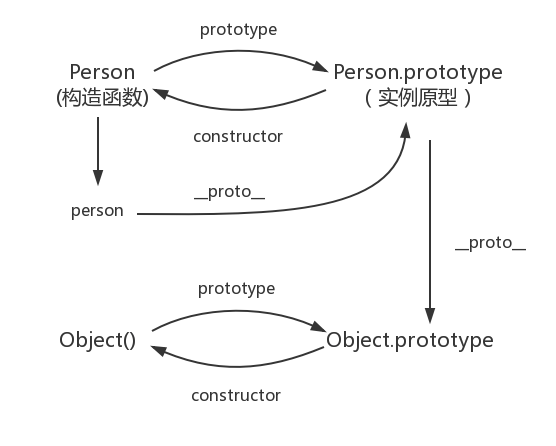 prototype
Person
(构造函数)
Person.prototype
( 实例原型 )
constructor
__proto__
person
__proto__
prototype
Object()
Object.prototype
constructor